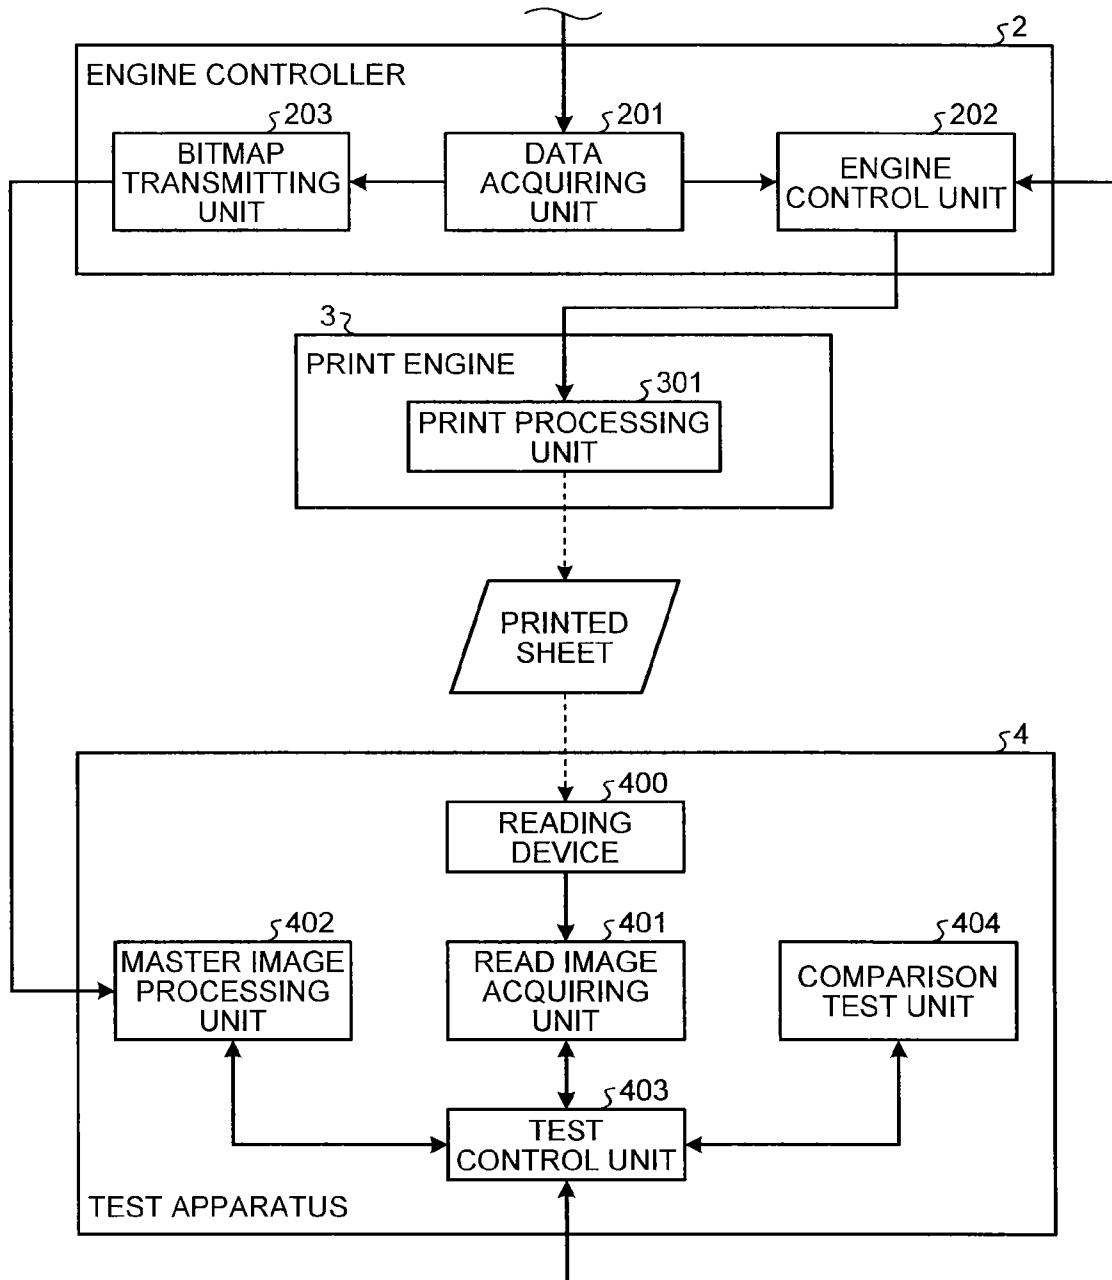 2
ENGINE CONTROLLER
203
201
202
BITMAP
TRANSMITTING
UNIT
DATA
ACQUIRING
UNIT
ENGINE
CONTROL UNIT
3
PRINT ENGINE
301
PRINT PROCESSING
UNIT
PRINTED
SHEET
4
400
READING
DEVICE
402
401
404
MASTER IMAGE
PROCESSING
UNIT
READ IMAGE
ACQUIRING
UNIT
COMPARISON
TEST UNIT
403
TEST
CONTROL UNIT
TEST APPARATUS